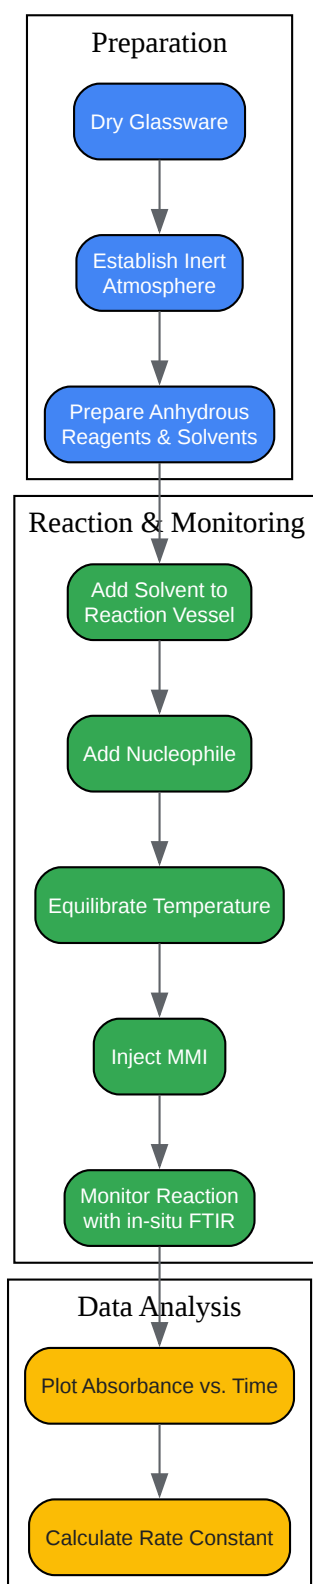 Preparation
Dry Glassware
Establish Inert
Atmosphere
Prepare Anhydrous
Reagents & Solvents
Reaction & Monitoring
Add Solvent to
Reaction Vessel
Add Nucleophile
Equilibrate Temperature
Inject MMI
Monitor Reaction
with in-situ FTIR
Data Analysis
Plot Absorbance vs. Time
Calculate Rate Constant